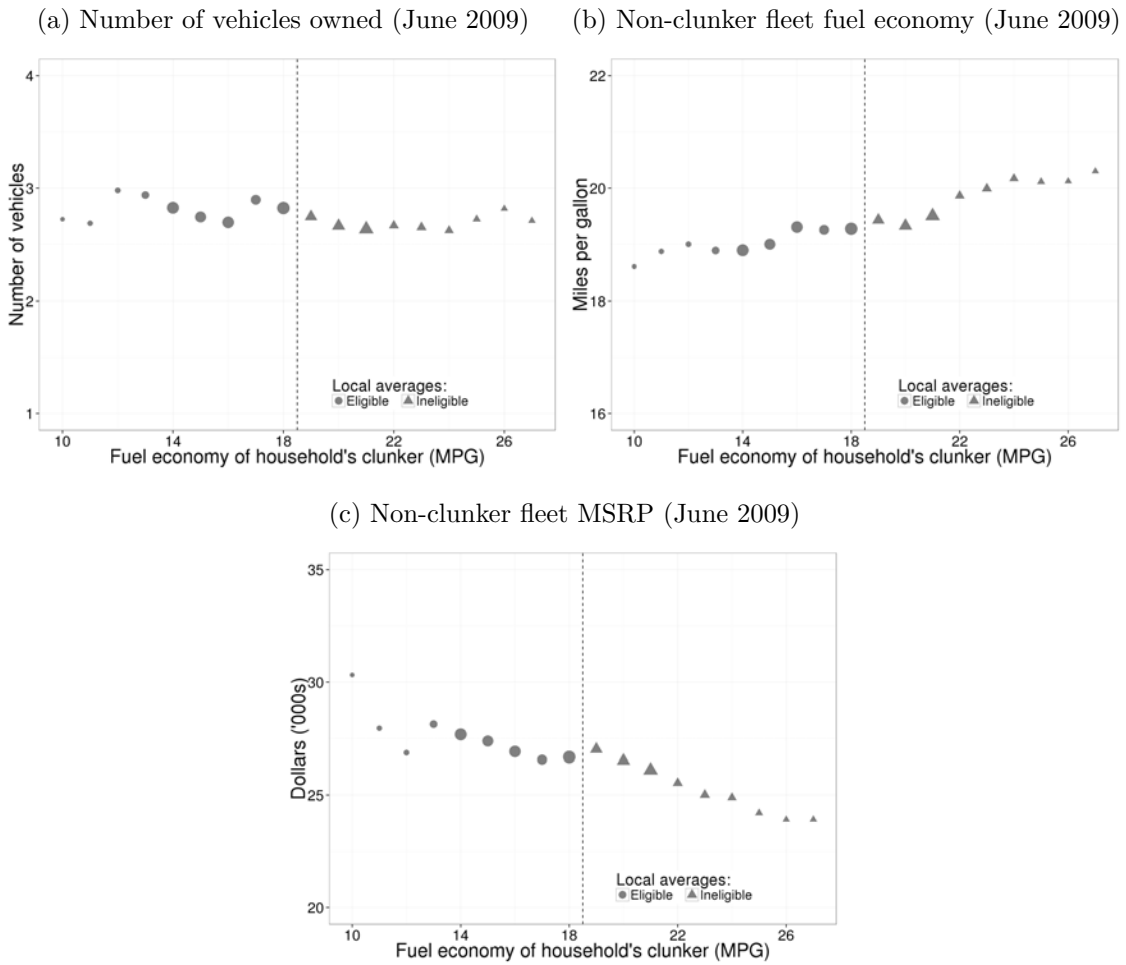 (a) Number of vehicles owned (June 2009)
4
3
2
1
Number of vehicles
10 14 18 22 26
Fuel economy of household's clunker (MPG)
Local averages:
Eligible Ineligible
(b) Non-clunker fleet fuel economy (June 2009)
22
20
18
16
Miles per gallon
10 14 18 22 26
Fuel economy of household's clunker (MPG)
Local averages:
Eligible Ineligible
(c) Non-clunker fleet MSRP (June 2009)
35
30
25
20
Dollars ('000s)
10 14 18 22 26
Fuel economy of household's clunker (MPG)
Local averages:
Eligible Ineligible